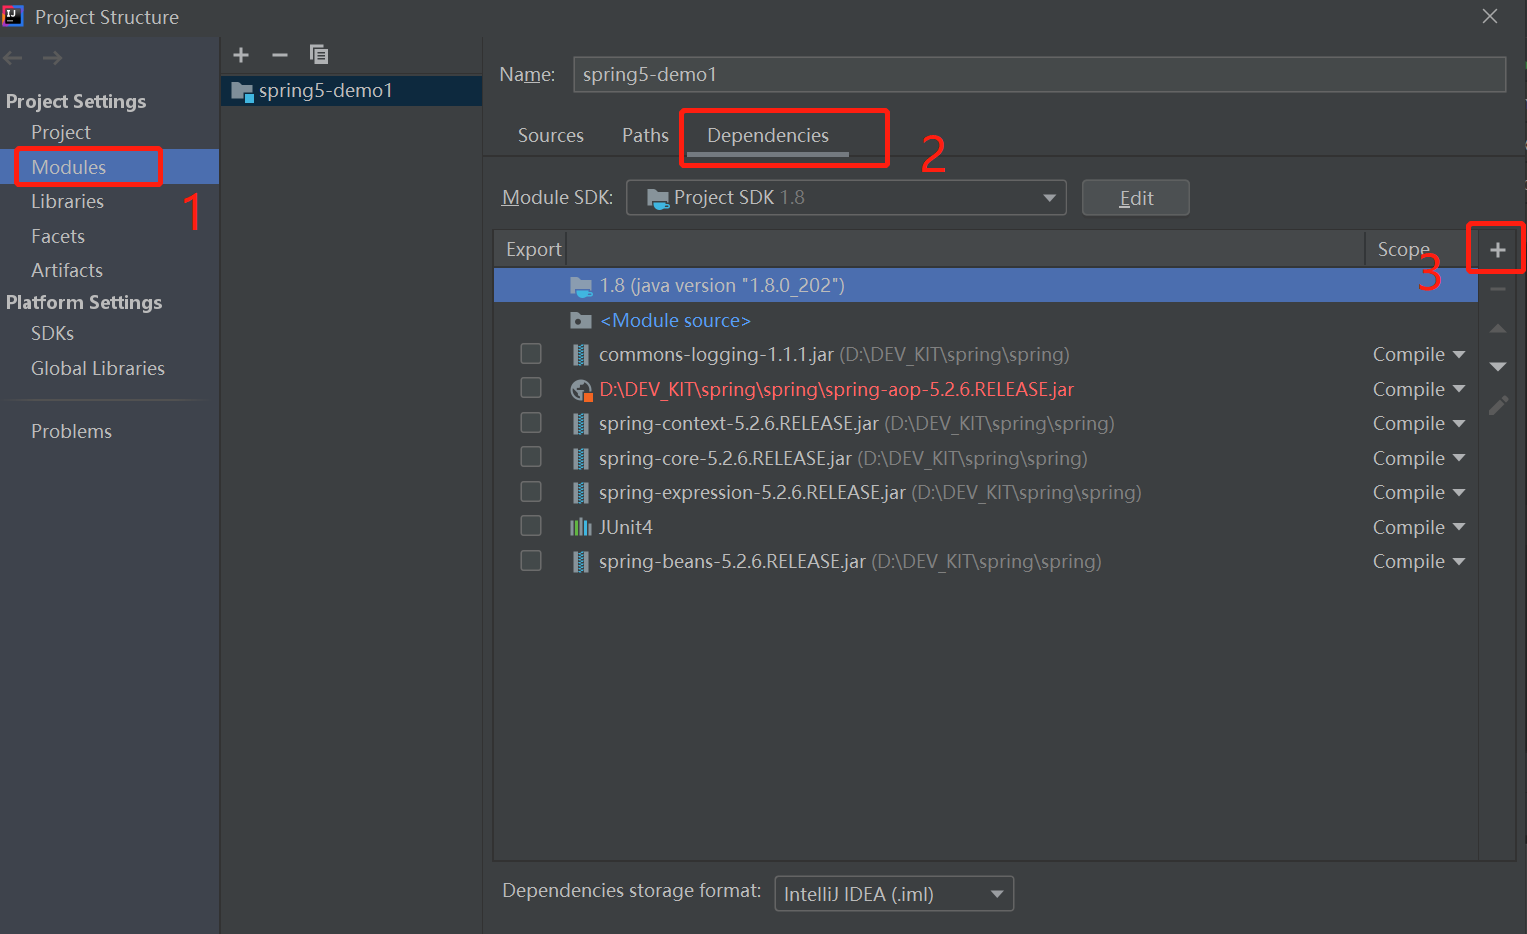 Project Structure
Project Settings
Project
Modules
1
Libraries
Facets
Artifacts
Platform Settings
SDKs
Global Libraries
Problems
spring5-demo1
Name: spring5-demo1
Sources Paths Dependencies 2
Module SDK: Project SDK 1.8 Edit
Export Scope 3
1.8 (java version "1.8.0_202")
<Module source>
commons-logging-1.1.1.jar (D:\DEV_KIT\spring\spring) Compile
D:\DEV_KIT\spring\spring\spring-aop-5.2.6.RELEASE.jar Compile
spring-context-5.2.6.RELEASE.jar (D:\DEV_KIT\spring\spring) Compile
spring-core-5.2.6.RELEASE.jar (D:\DEV_KIT\spring\spring) Compile
spring-expression-5.2.6.RELEASE.jar (D:\DEV_KIT\spring\spring) Compile
JUnit4 Compile
spring-beans-5.2.6.RELEASE.jar (D:\DEV_KIT\spring\spring) Compile
Dependencies storage format: IntelliJ IDEA (.iml)